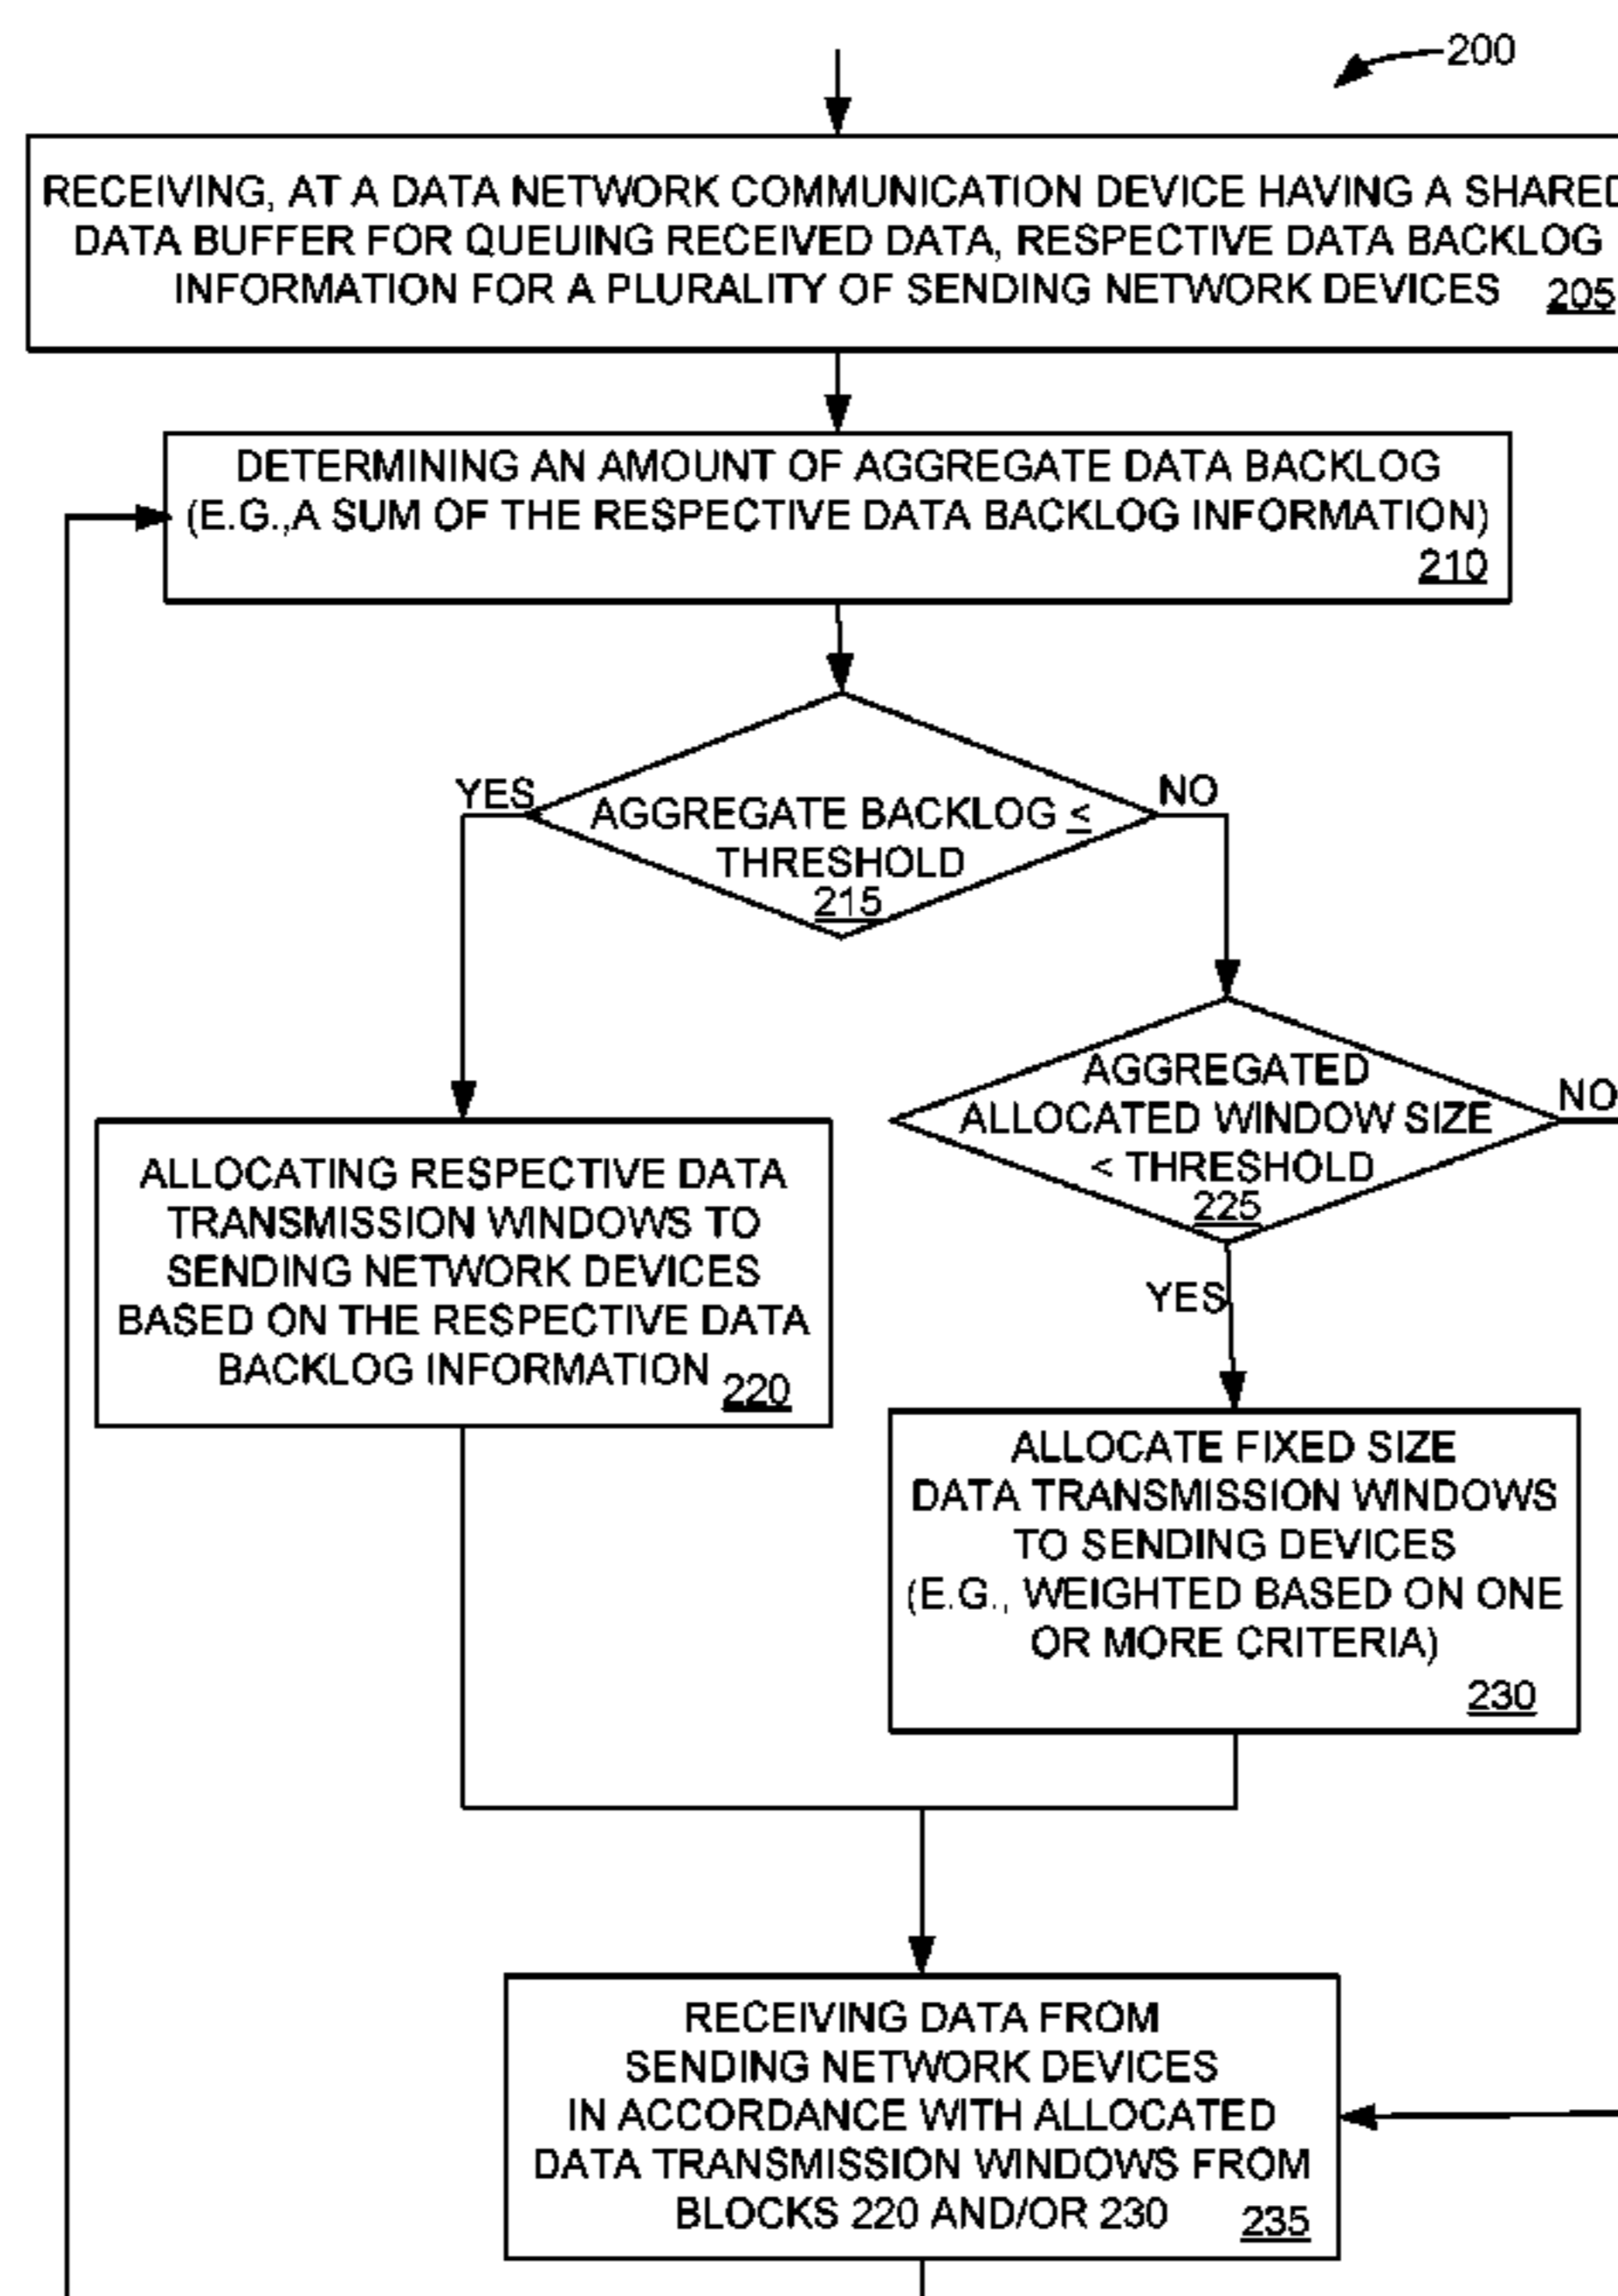 200
RECEIVING, AT A DATA NETWORK COMMUNICATION DEVICE HAVING A SHARED
DATA BUFFER FOR QUEUING RECEIVED DATA, RESPECTIVE DATA BACKLOG
INFORMATION FOR A PLURALITY OF SENDING NETWORK DEVICES
205
DETERMINING AN AMOUNT OF AGGREGATE DATA BACKLOG
(E.G.,A SUM OF THE RESPECTIVE DATA BACKLOG INFORMATION)
210
YES
NO
AGGREGATE BACKLOG ≤
THRESHOLD
215
AGGREGATED
ALLOCATED WINDOW SIZE
< THRESHOLD
225
NO
YES
ALLOCATING RESPECTIVE DATA
TRANSMISSION WINDOWS TO
SENDING NETWORK DEVICES
BASED ON THE RESPECTIVE DATA
BACKLOG INFORMATION
220
ALLOCATE FIXED SIZE
DATA TRANSMISSION WINDOWS
TO SENDING DEVICES
(E.G., WEIGHTED BASED ON ONE
OR MORE CRITERIA)
230
RECEIVING DATA FROM
SENDING NETWORK DEVICES
IN ACCORDANCE WITH ALLOCATED
DATA TRANSMISSION WINDOWS FROM
BLOCKS 220 AND/OR 230
235